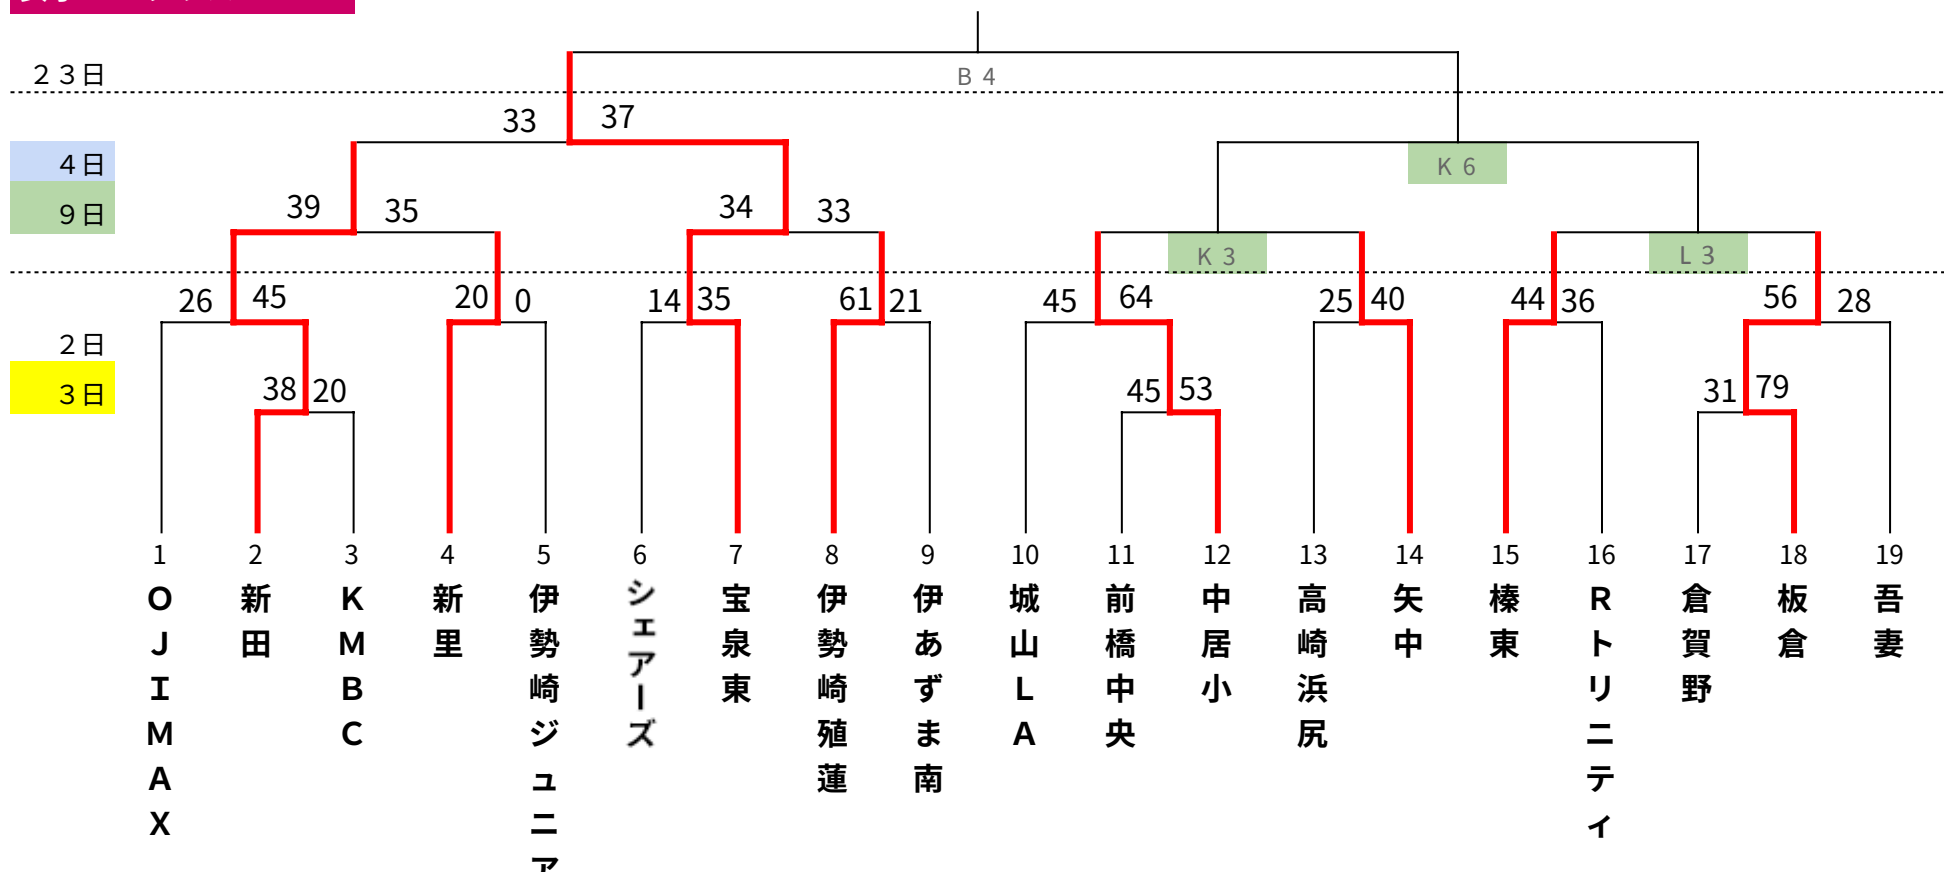 ２３日
B 4
33 37
４日
K 6
９日
39 35 34 33
K 3
L 3
26 45 20 0 14 35 61 21 45 64 25 40 44 36 56 28
２日
３日
38 20 45 53 31 79
1 2 3 4 5 6 7 8 9 10 11 12 13 14 15 16 17 18 19
ＯＪＩＭＡＸ
新田
ＫＭＢＣ
新里
伊勢崎ジュニア
シェアーズ
宝泉東
伊勢崎殖蓮
伊あずま南
城山ＬＡ
前橋中央
中居小
高崎浜尻
矢中
榛東
Ｒトリニティ
倉賀野
板倉
吾妻